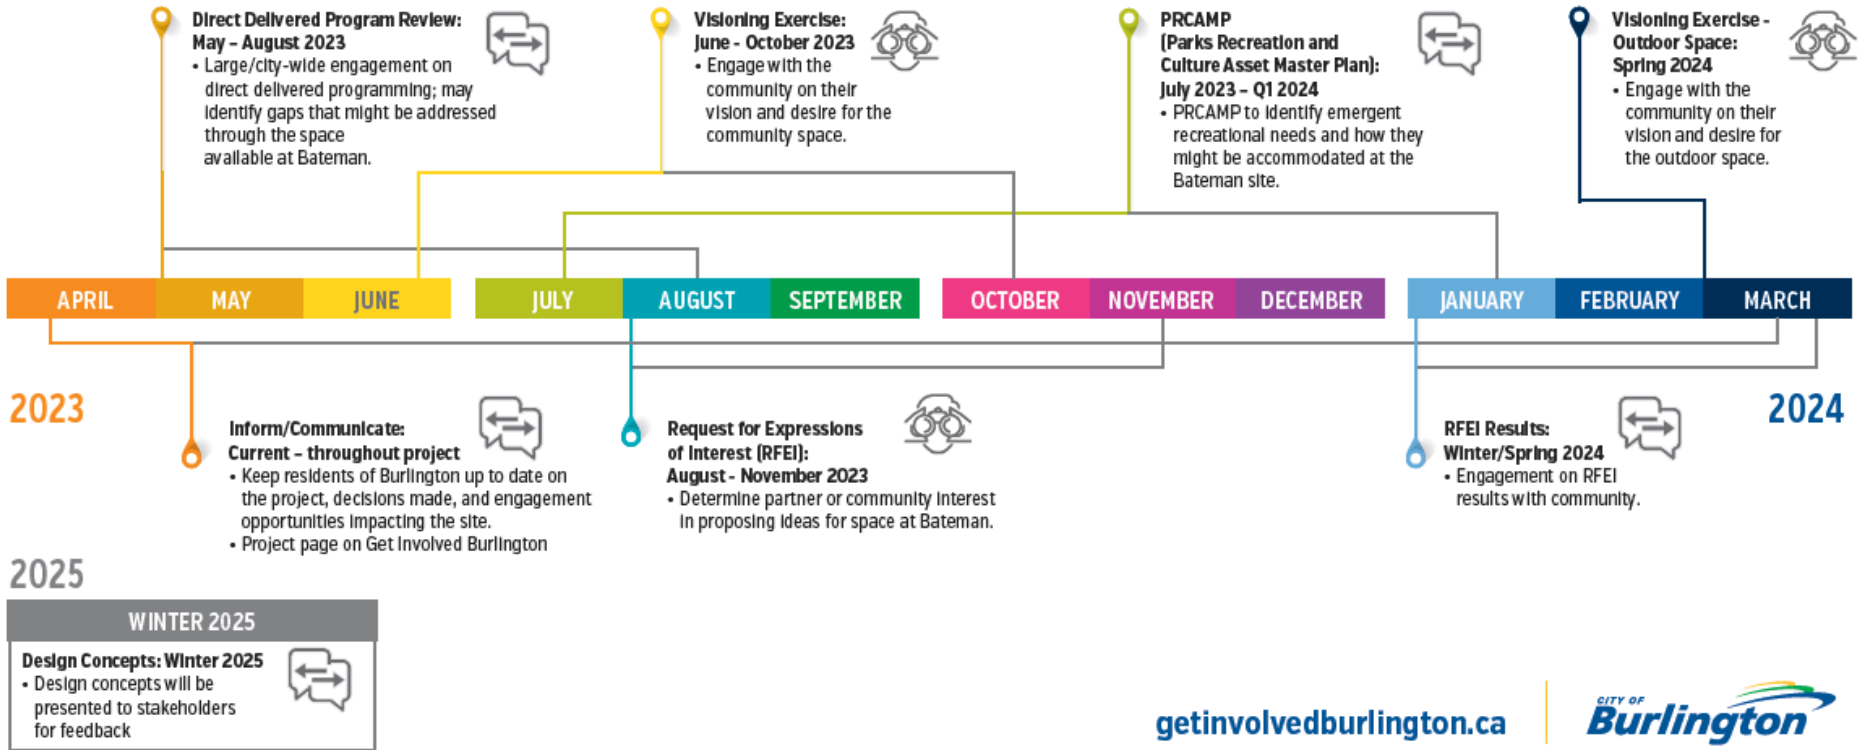 Direct Delivered Program Review:
May – August 2023
• Large/city-wide engagement on
direct delivered programming; may
identify gaps that might be addressed
through the space
available at Bateman.
Visioning Exercise:
June - October 2023
• Engage with the
community on their
vision and desire for the
community space.
PRCAMP
(Parks Recreation and
Culture Asset Master Plan):
July 2023 – Q1 2024
• PRCAMP to identify emergent
recreational needs and how they
might be accommodated at the
Bateman site.
Visioning Exercise -
Outdoor Space:
Spring 2024
• Engage with the
community on their
vision and desire for
the outdoor space.
APRIL MAY JUNE JULY AUGUST SEPTEMBER OCTOBER NOVEMBER DECEMBER JANUARY FEBRUARY MARCH
2023
2024
Inform/Communicate:
Current – throughout project
• Keep residents of Burlington up to date on
the project, decisions made, and engagement
opportunities impacting the site.
• Project page on Get Involved Burlington
Request for Expressions
of Interest (RFEI):
August - November 2023
• Determine partner or community interest
in proposing ideas for space at Bateman.
RFEI Results:
Winter/Spring 2024
• Engagement on RFEI
results with community.
2025
WINTER 2025
Design Concepts: Winter 2025
• Design concepts will be
presented to stakeholders
for feedback
getinvolvedburlington.ca
CITY OF
Burlington